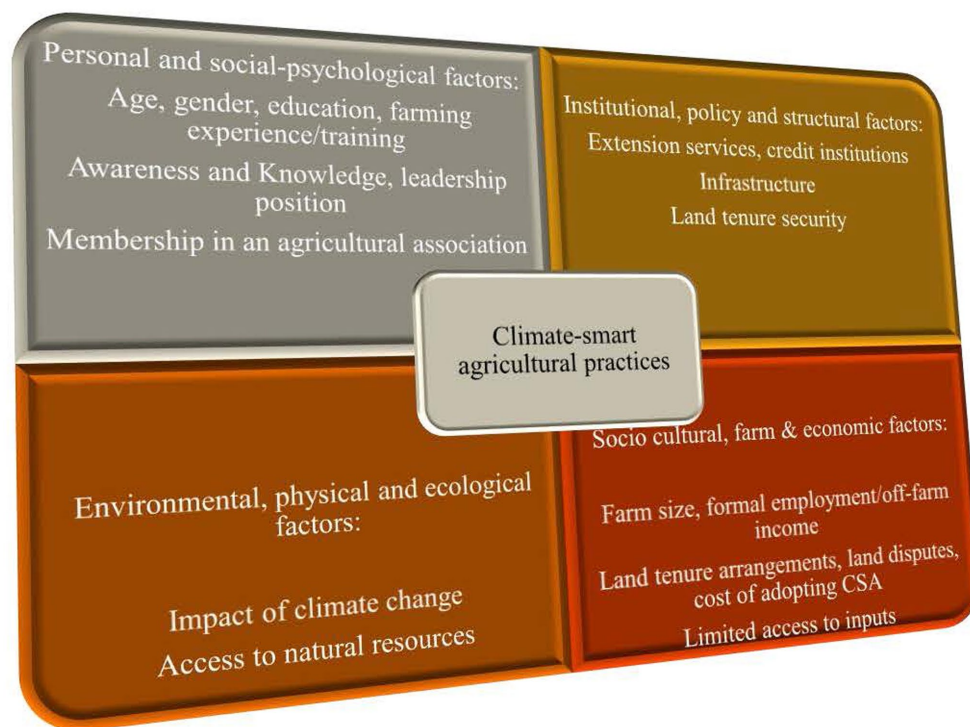 Personal and social-psychological factors:
Age, gender, education, farming
experience/training
Awareness and Knowledge, leadership
position
Membership in an agricultural association
Institutional, policy and structural factors:
Extension services, credit institutions
Infrastructure
Land tenure security
Climate-smart
agricultural practices
Environmental, physical and ecological
factors:
Impact of climate change
Access to natural resources
Socio cultural, farm & economic factors:
Farm size, formal employment/off-farm
income
Land tenure arrangements, land disputes,
cost of adopting CSA
Limited access to inputs